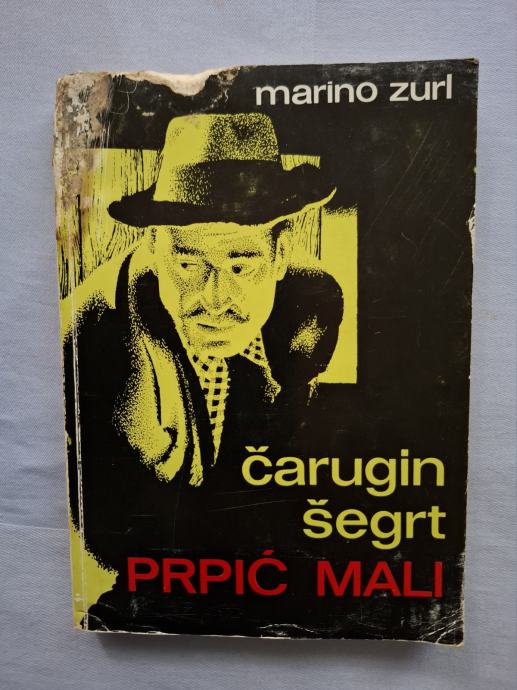 marino zurl
čarugin
šegrt
PRPIĆ MALI